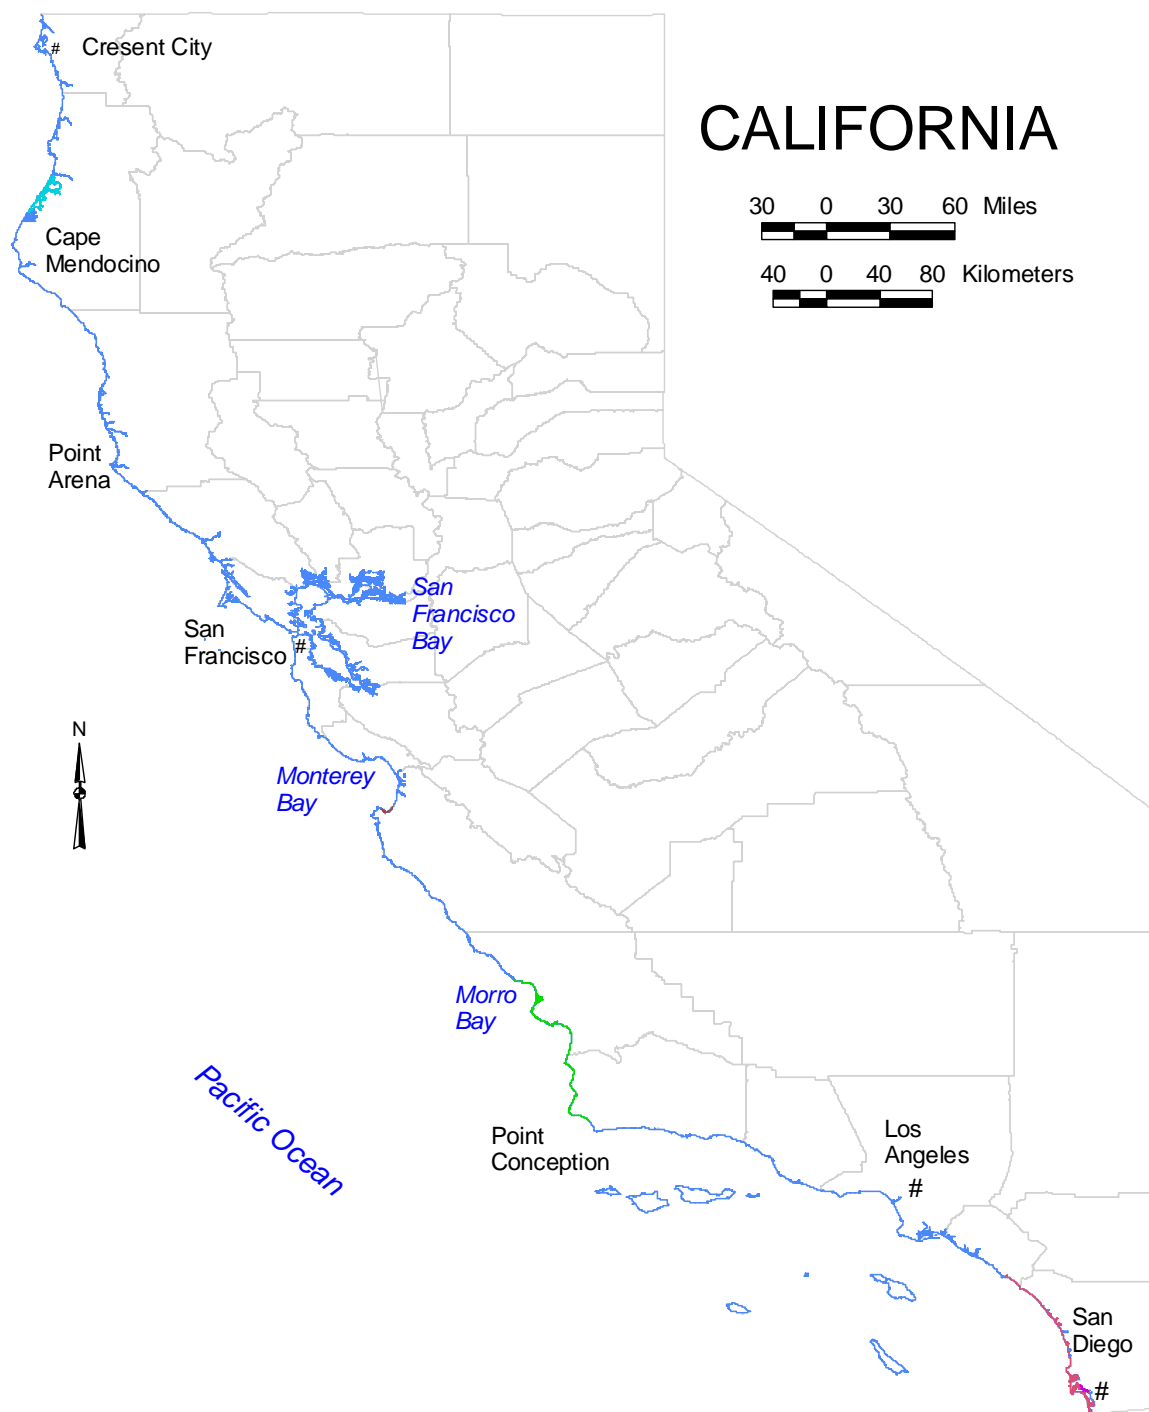 # Cresent City
CALIFORNIA
30 0 30 60 Miles
40 0 40 80 Kilometers
Cape
Mendocino
Point
Arena
San
Francisco
Bay
San
Francisco #
N
Monterey
Bay
Morro
Bay
Pacific Ocean
Point
Conception
Los
Angeles
#
San
Diego
#